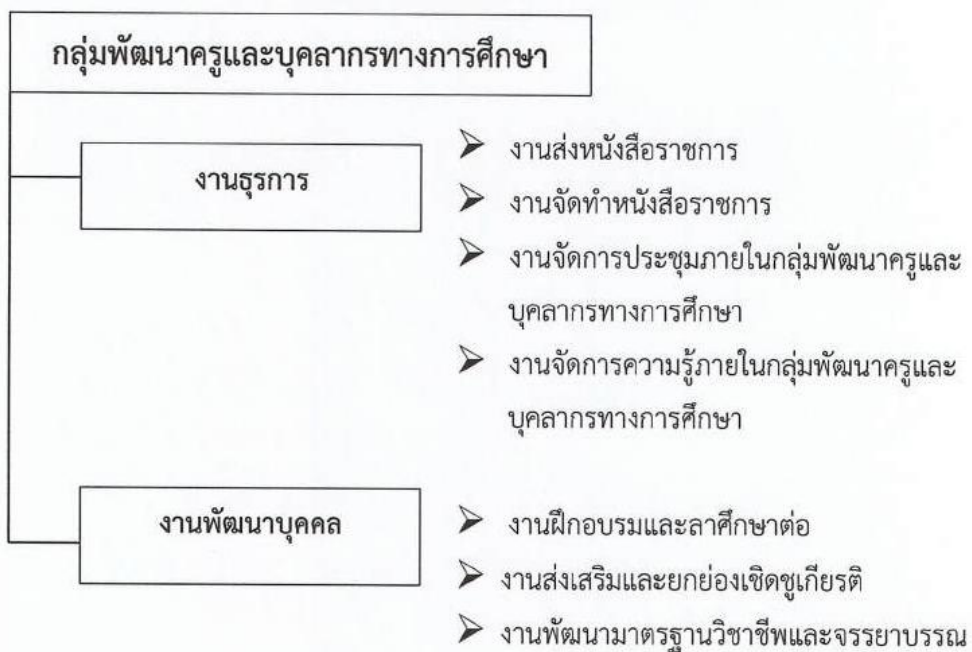 กลุ่มพัฒนาครูและบุคลากรทางการศึกษา
งานธุรการ
งานส่งหนังสือราชการ
งานจัดทำหนังสือราชการ
งานจัดการประชุมภายในกลุ่มพัฒนาครูและ
บุคลากรทางการศึกษา
งานจัดการความรู้ภายในกลุ่มพัฒนาครูและ
บุคลากรทางการศึกษา
งานพัฒนาบุคคล
งานฝึกอบรมและลาศึกษาต่อ
งานส่งเสริมและยกย่องเชิดชูเกียรติ
งานพัฒนามาตรฐานวิชาชีพและจรรยาบรรณ